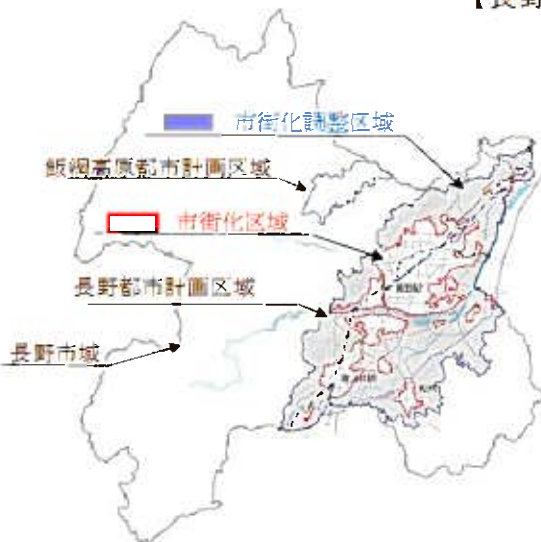 【長野
市街化調整区域
飯綱高原都市計画区域
市街化区域
長野都市計画区域
長野市域